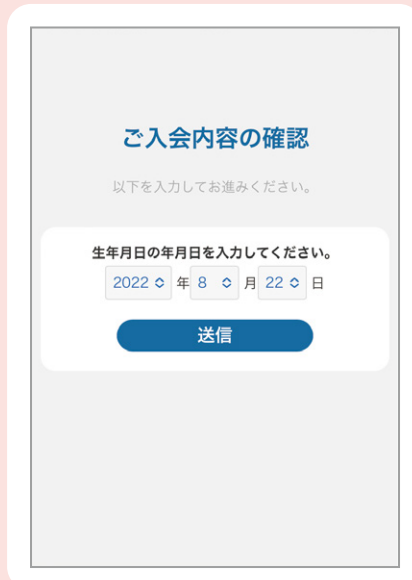 ご入会内容の確認
以下を入力してお進みください。
生年月日の年月日を入力してください。
2022 年 8 月 22 日
送信